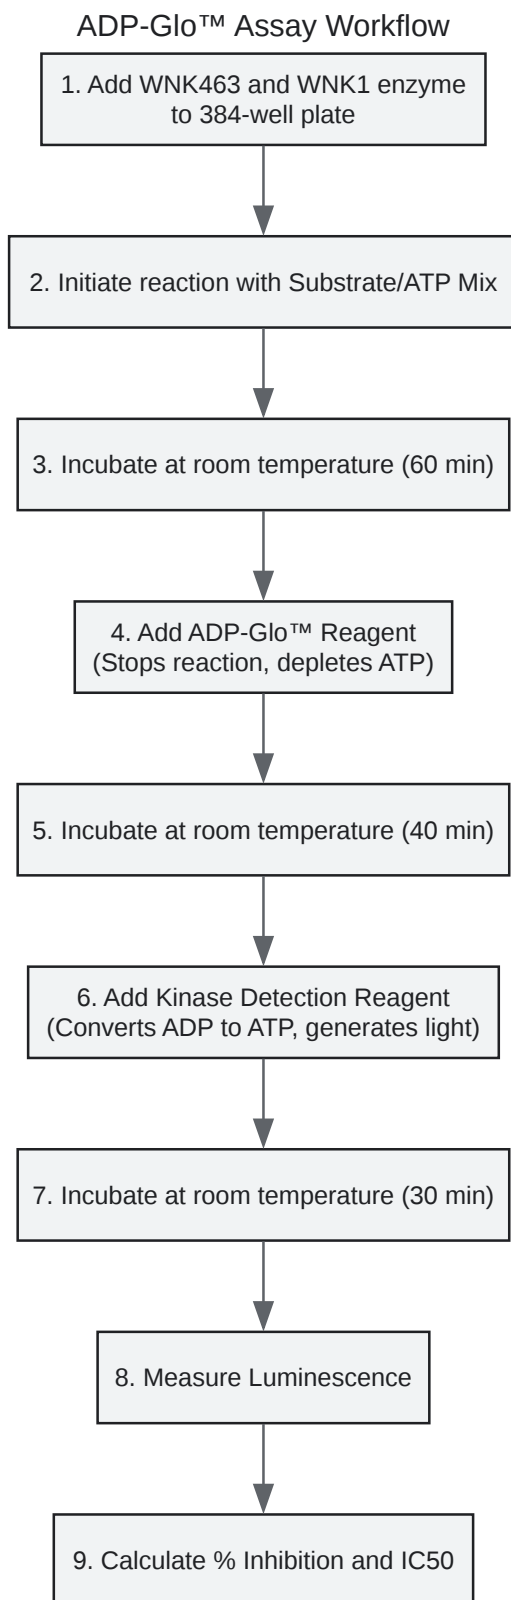 ADP-Glo™ Assay Workflow
1. Add WNK463 and WNK1 enzyme
to 384-well plate
2. Initiate reaction with Substrate/ATP Mix
3. Incubate at room temperature (60 min)
4. Add ADP-Glo™ Reagent
(Stops reaction, depletes ATP)
5. Incubate at room temperature (40 min)
6. Add Kinase Detection Reagent
(Converts ADP to ATP, generates light)
7. Incubate at room temperature (30 min)
8. Measure Luminescence
9. Calculate % Inhibition and IC50